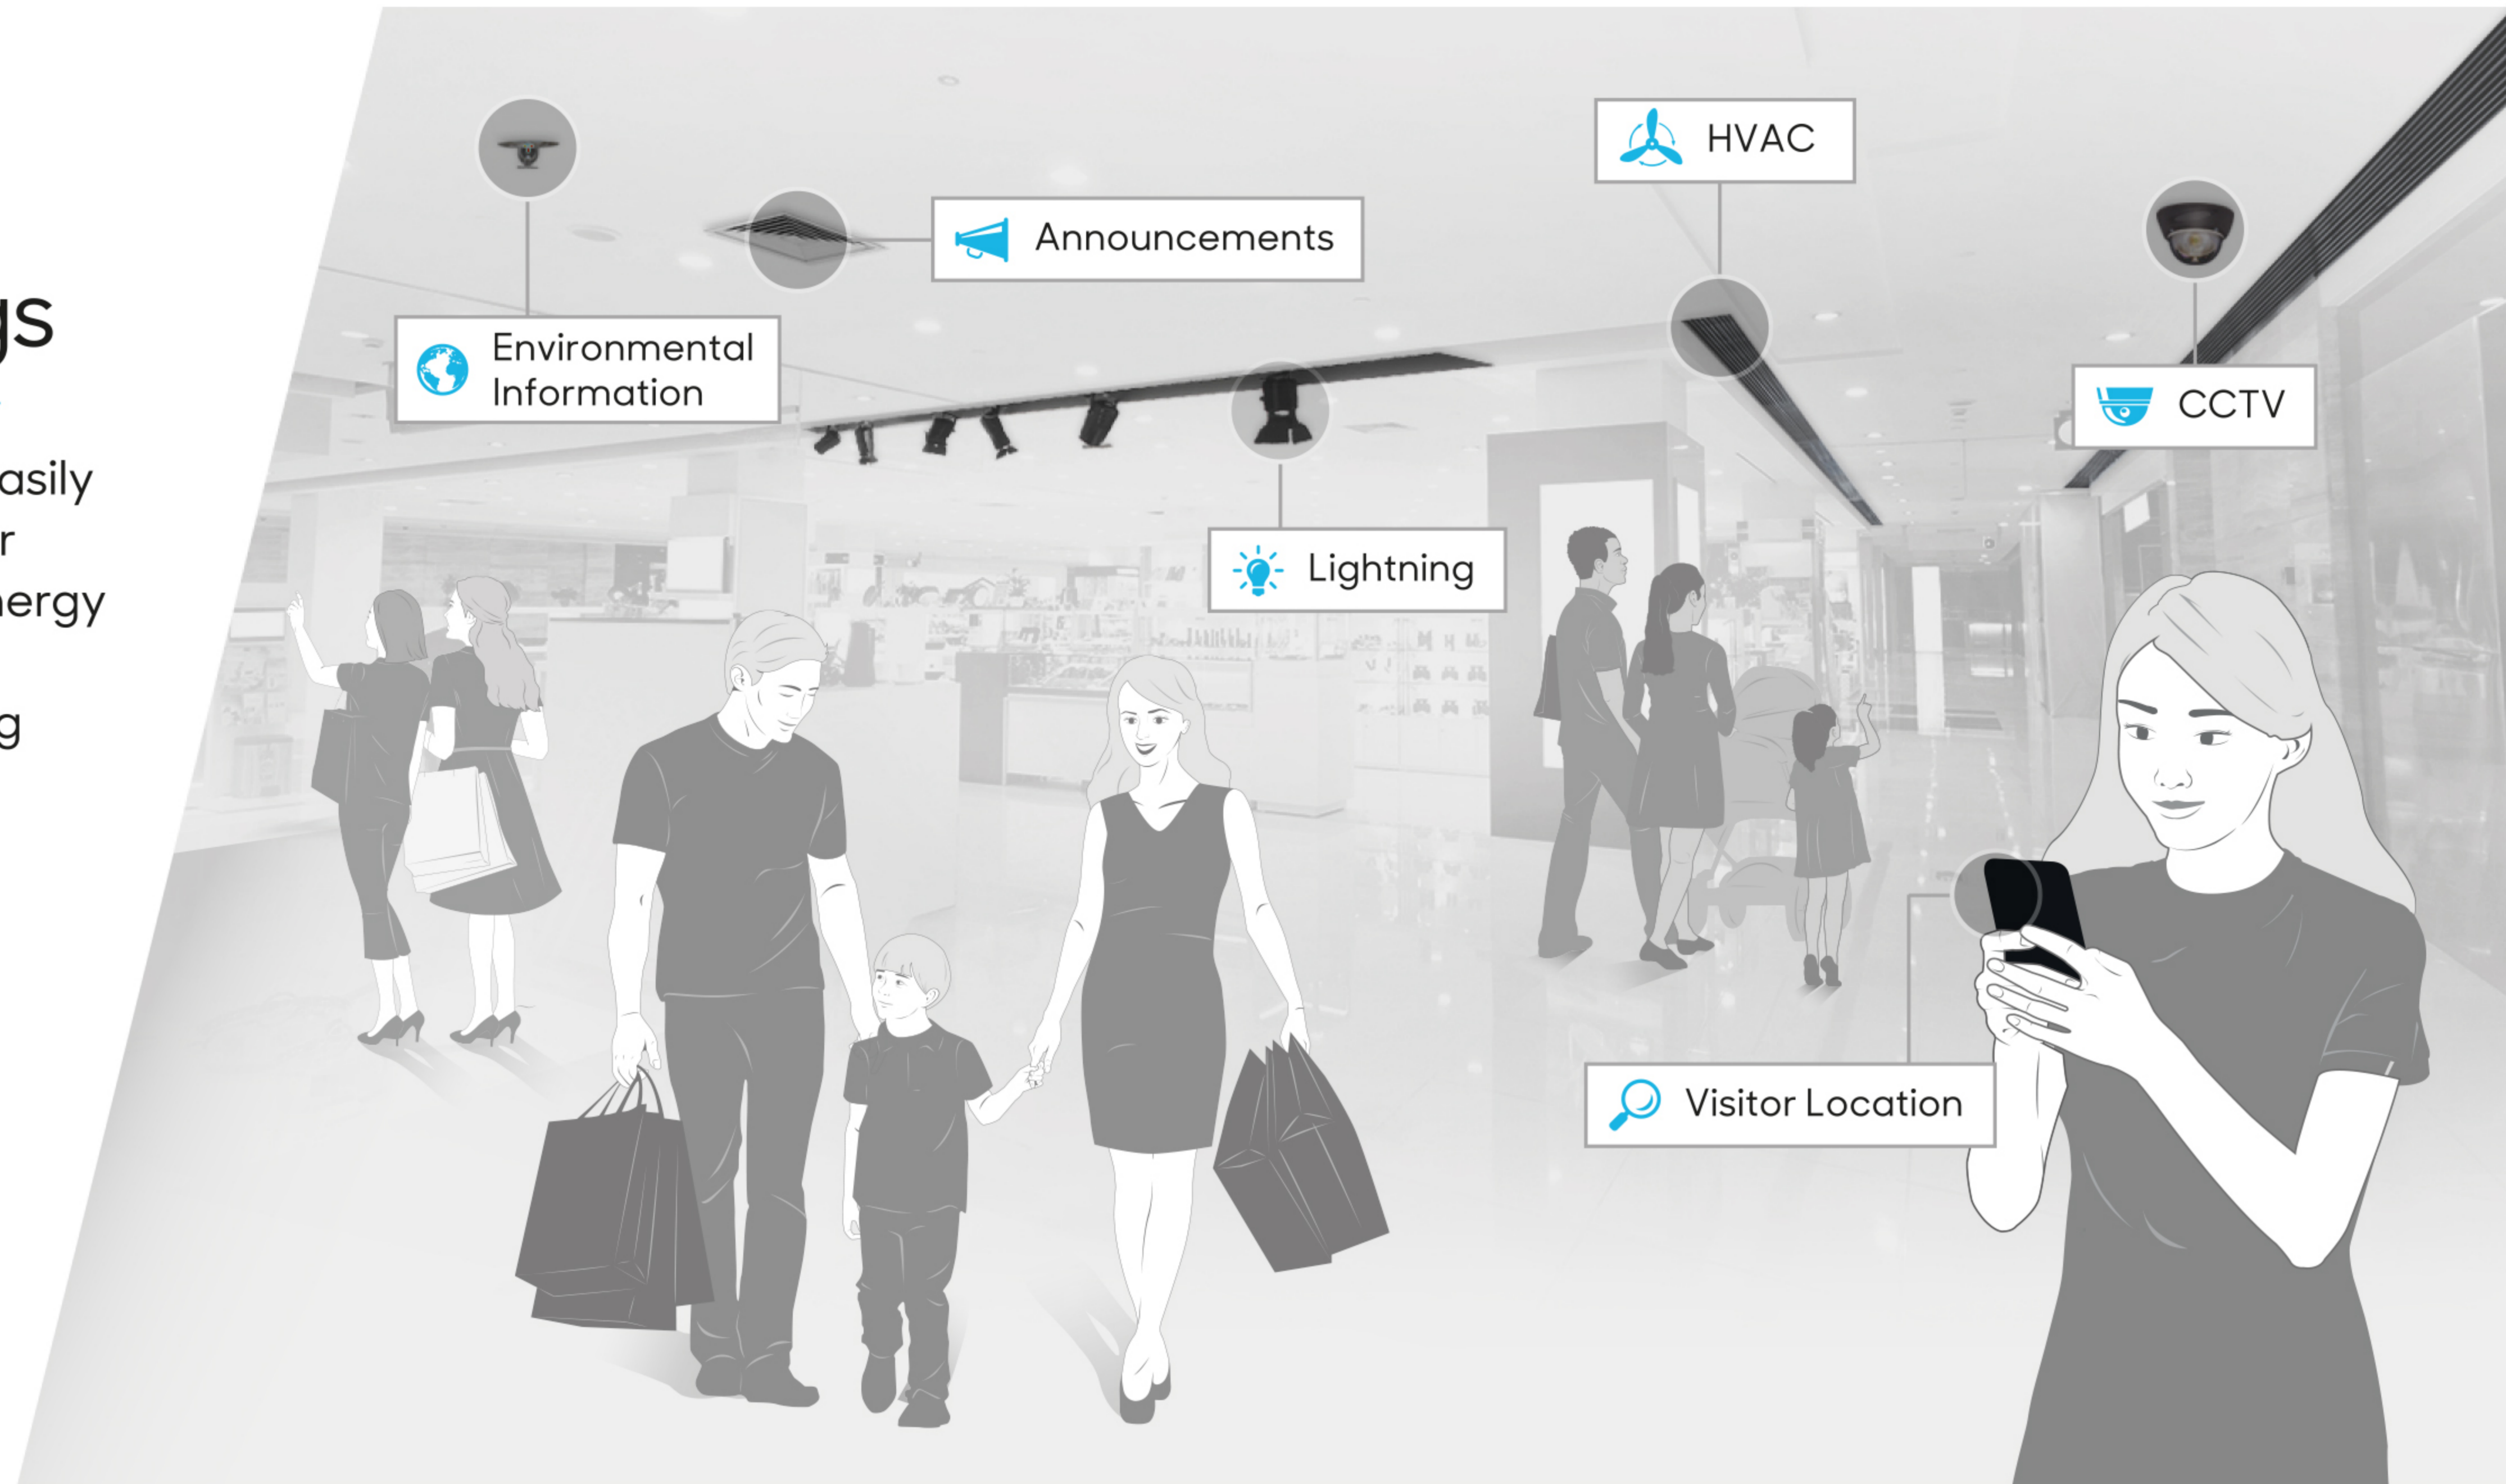 gs
asily
r
nergy
g
HVAC
Announcements
Environmental
Information
CCTV
Lightning
Visitor Location